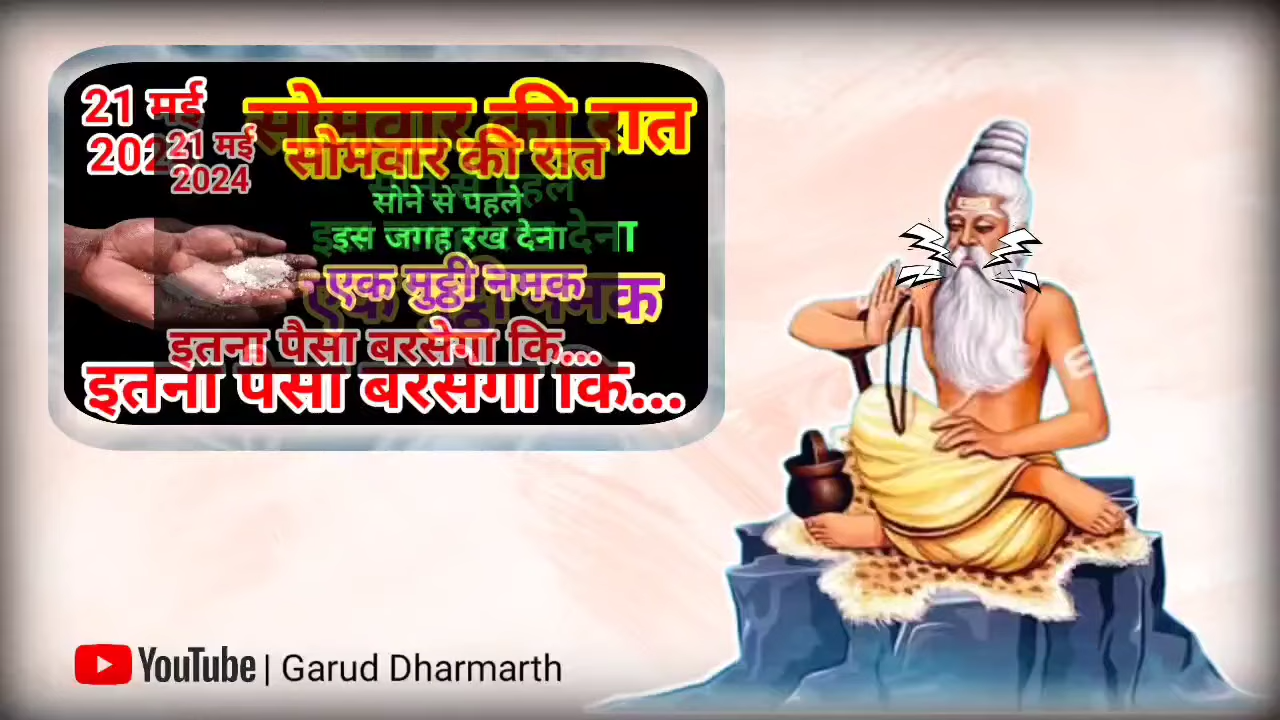 21 मई
2024
सोमवार की रात
21 मई
2024
सोमवार की रात
सोने से पहले
इस जगह रख देना
एक मुट्ठी नमक
इतना पैसा बरसेगा कि...
इतना पैसा बरसेगा कि...
YouTube | Garud Dharmarth